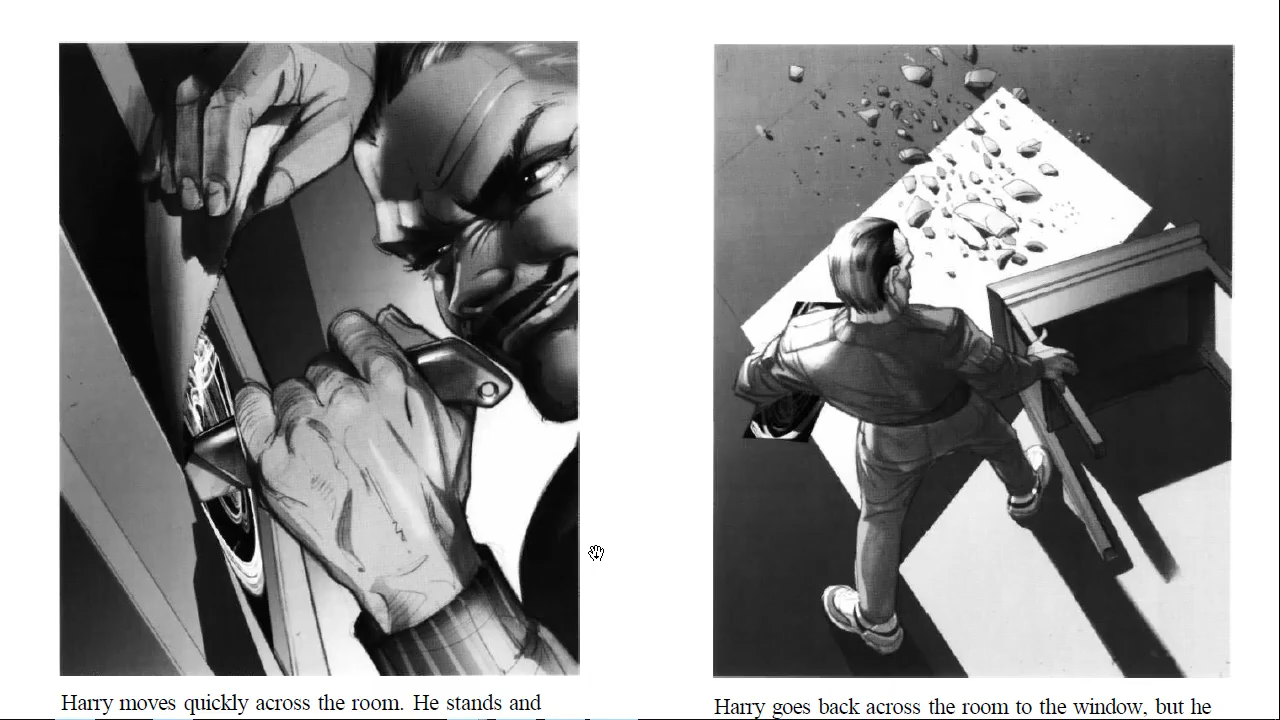 Harry moves quickly across the room. He stands and
Harry goes back across the room to the window, but he